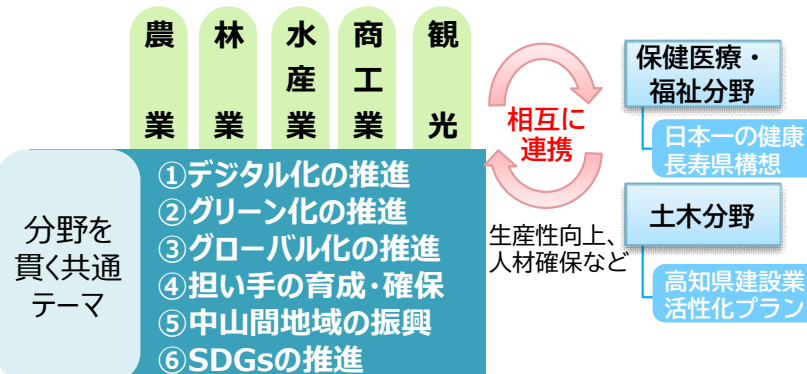 農業
林業
水産業
商工業
観光
分野を
貫く共通
テーマ
①デジタル化の推進
②グリーン化の推進
③グローバル化の推進
④担い手の育成・確保
⑤中山間地域の振興
⑥SDGsの推進
相互に
連携
生産性向上、
人材確保など
保健医療・
福祉分野
日本一の健康
長寿県構想
土木分野
高知県建設業
活性化プラン